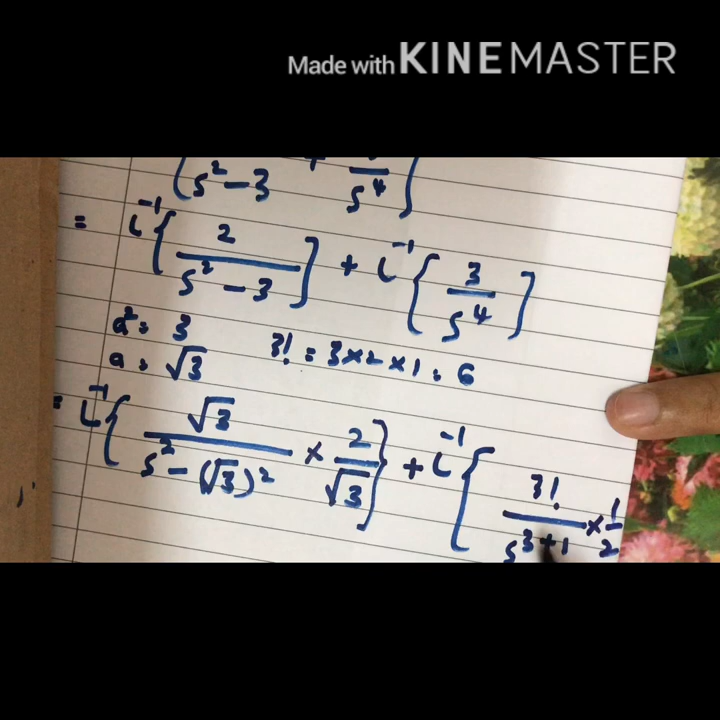 Made with KINEMASTER
s² - 3 + s⁴
= L⁻¹{ 2 / s² - 3 } + L⁻¹{ 3 / s⁴ }
a² = 3
a = √3 3! = 3×2×1 = 6
= L⁻¹{ √3 / s² - (√3)² × 2 / √3 } + L⁻¹{ 3! / s³⁺¹ × 1 / 2